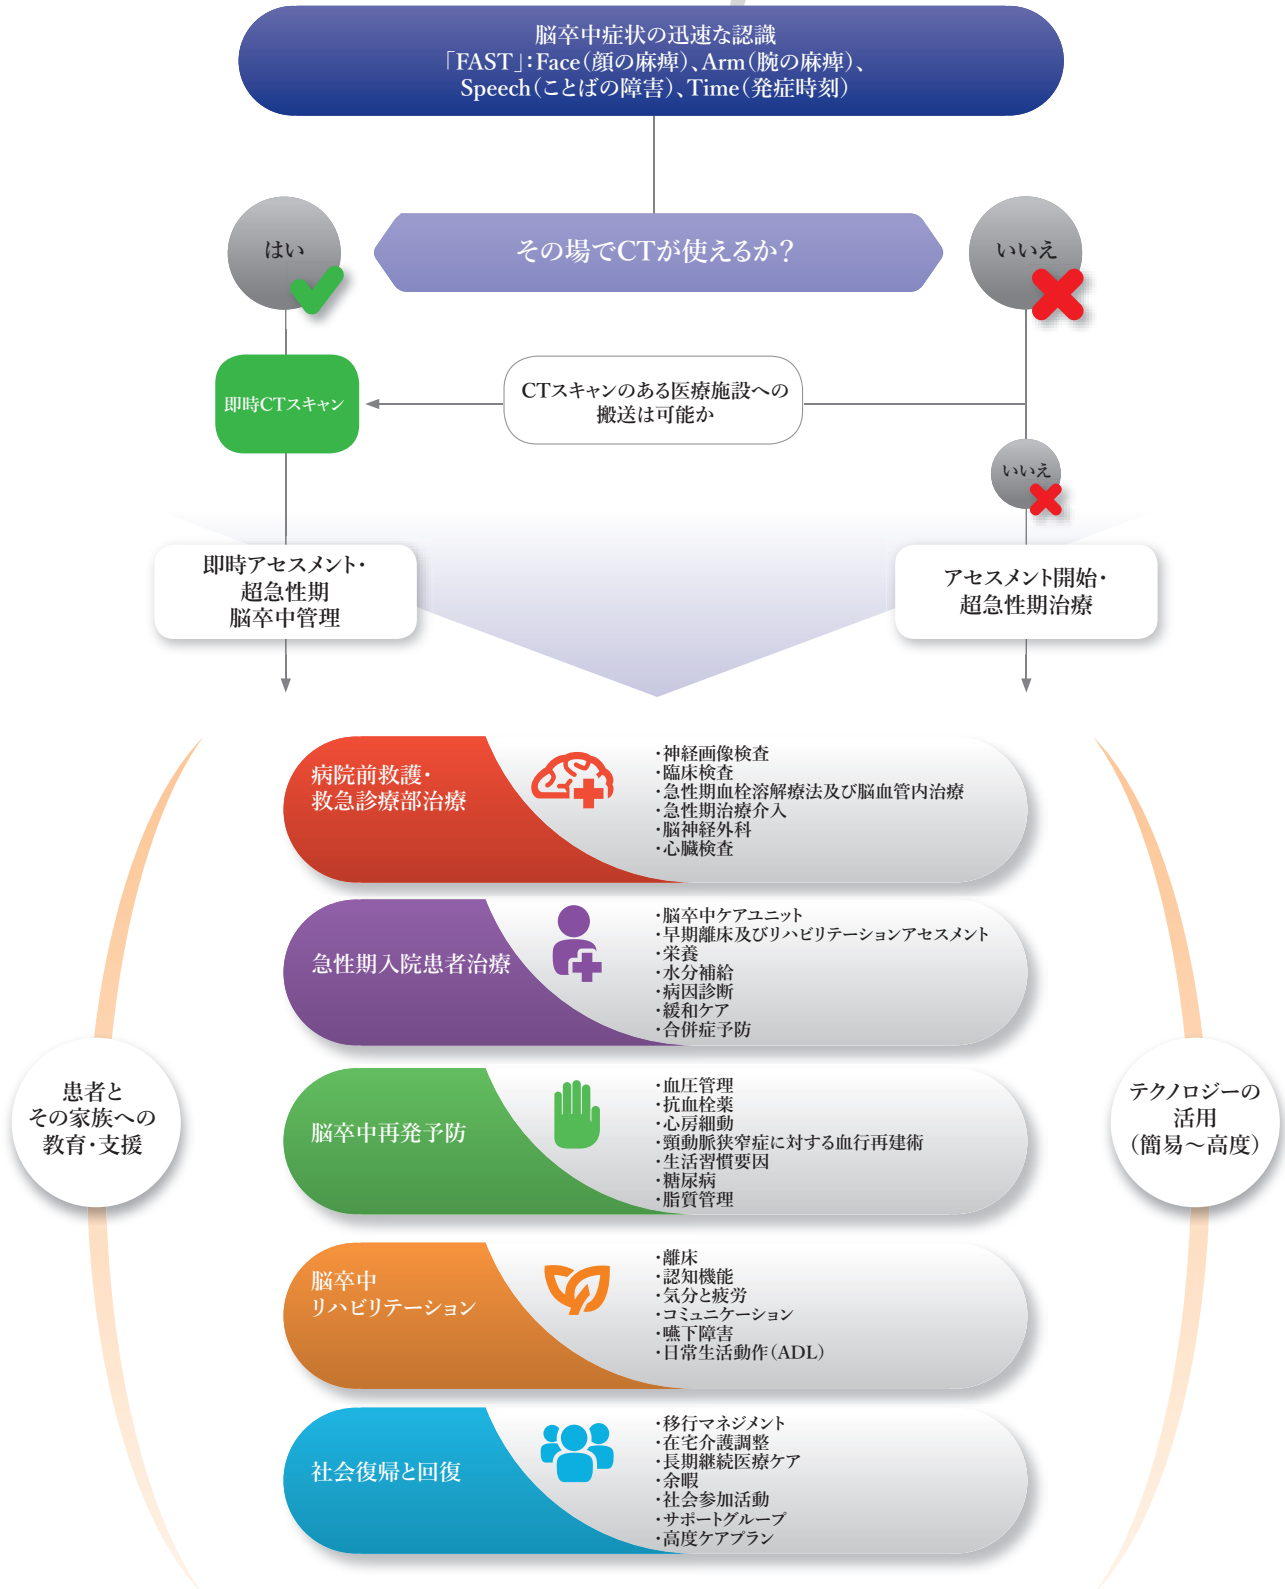 脳卒中症状の迅速な認識
「FAST」：Face（顔の麻痺）、Arm（腕の麻痺）、
Speech（ことばの障害）、Time（発症時刻）
はい
その場でCTが使えるか？
いいえ
即時CTスキャン
CTスキャンのある医療施設への
搬送は可能か
いいえ
即時アセスメント・
超急性期
脳卒中管理
アセスメント開始・
超急性期治療
病院前救護・
救急診療部治療
・神経画像検査
・臨床検査
・急性期血栓溶解療法及び脳血管内治療
・急性期治療介入
・脳神経外科
・心臓検査
急性期入院患者治療
・脳卒中ケアユニット
・早期離床及びリハビリテーションアセスメント
・栄養
・水分補給
・病因診断
・緩和ケア
・合併症予防
患者と
その家族への
教育・支援
テクノロジーの
活用
（簡易〜高度）
脳卒中再発予防
・血圧管理
・抗血栓薬
・心房細動
・頸動脈狭窄症に対する血行再建術
・生活習慣要因
・糖尿病
・脂質管理
脳卒中
リハビリテーション
・離床
・認知機能
・気分と疲労
・コミュニケーション
・嚥下障害
・日常生活動作（ADL）
社会復帰と回復
・移行マネジメント
・在宅介護調整
・長期継続医療ケア
・余暇
・社会参加活動
・サポートグループ
・高度ケアプラン